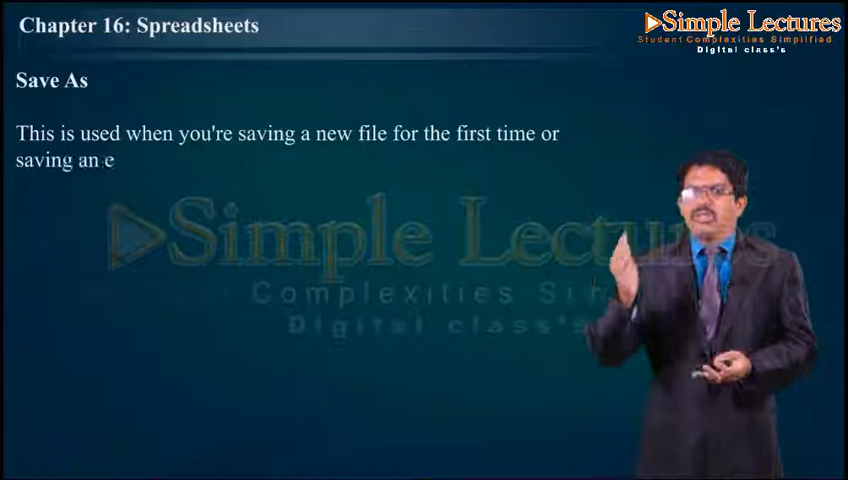 Chapter 16: Spreadsheets
Simple Lectures
Student Complexities Simplified
Digital class's
Save As
This is used when you're saving a new file for the first time or
saving an e
Simple Lectures
Complexities Sim
Digital class's